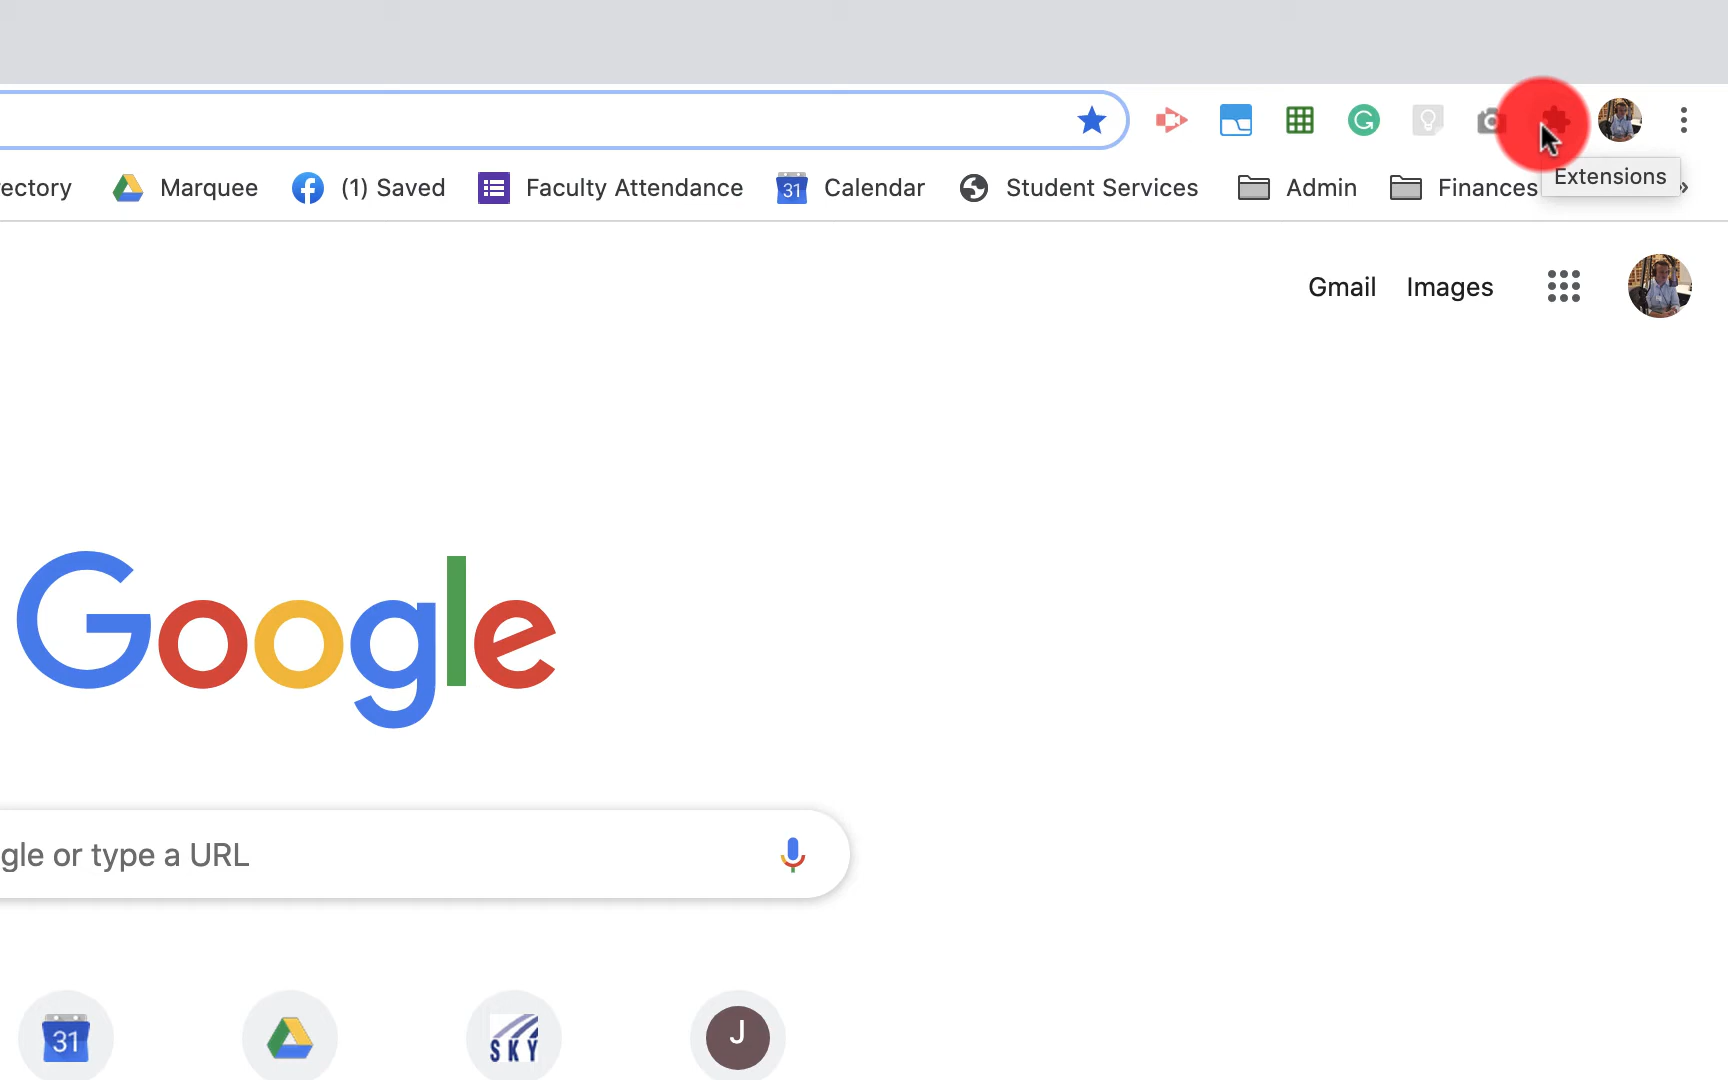 ectory Marquee (1) Saved Faculty Attendance 31 Calendar Student Services Admin Finances
Extensions
Gmail Images
Google
gle or type a URL
31 SKY J